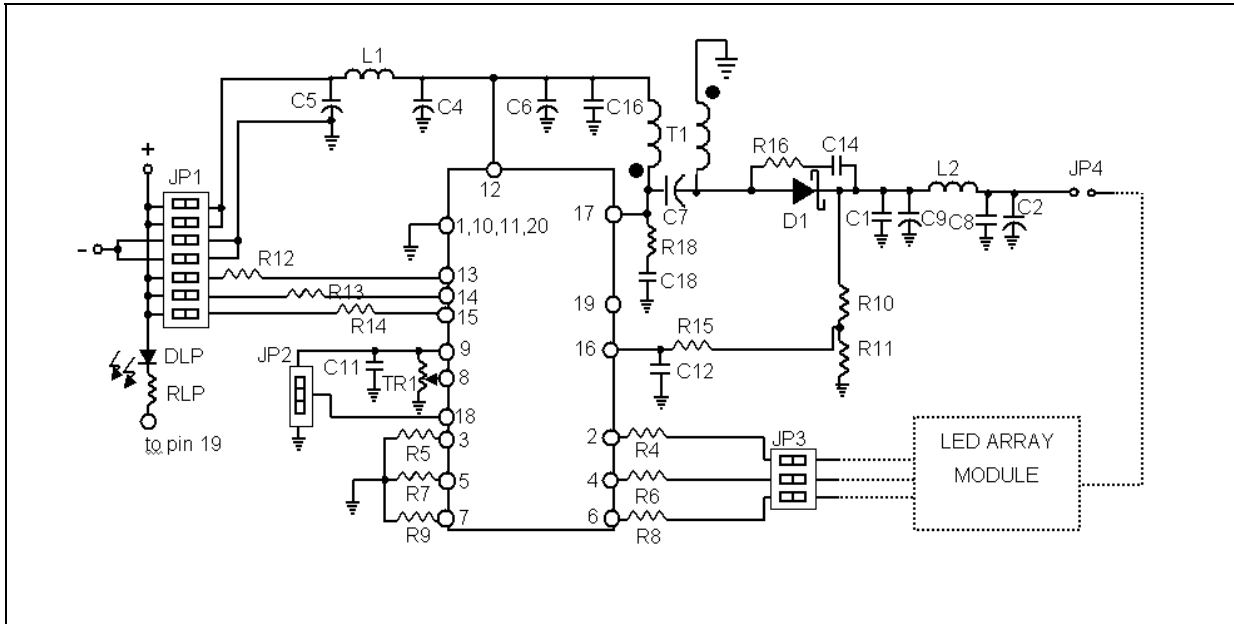 L1
C5
C4
C6
C16
T1
R16
C14
L2
JP4
+
JP1
12
17
C7
D1
C1
C9
C8
C2
1,10,11,20
R18
-
R12
13
C18
R13
14
19
R10
R14
15
R15
16
R11
DLP
JP2
9
C11
C12
TR1
8
RLP
18
to pin 19
3
2
JP3
LED ARRAY
MODULE
R5
R4
5
4
R7
R6
7
6
R9
R8